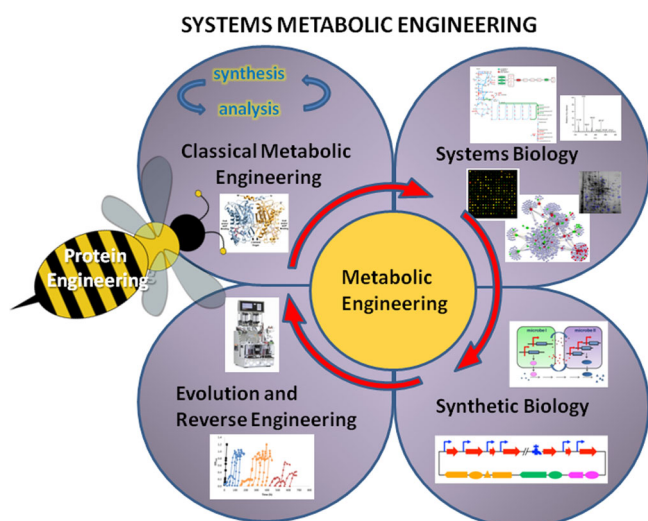 SYSTEMS METABOLIC ENGINEERING
synthesis
analysis
Classical Metabolic
Engineering
Systems Biology
Protein
Engineering
Metabolic
Engineering
Evolution and
Reverse Engineering
microbe I
microbe II
Synthetic Biology